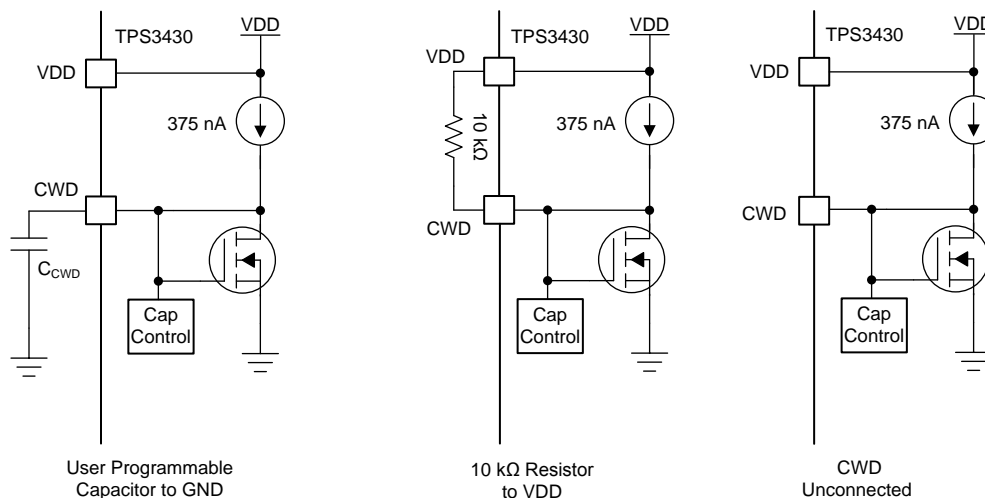 TPS3430
VDD
VDD
375 nA
CWD
C_CWD
Cap
Control
User Programmable
Capacitor to GND
TPS3430
VDD
VDD
10 kΩ
375 nA
CWD
Cap
Control
10 kΩ Resistor
to VDD
TPS3430
VDD
VDD
375 nA
CWD
Cap
Control
CWD
Unconnected